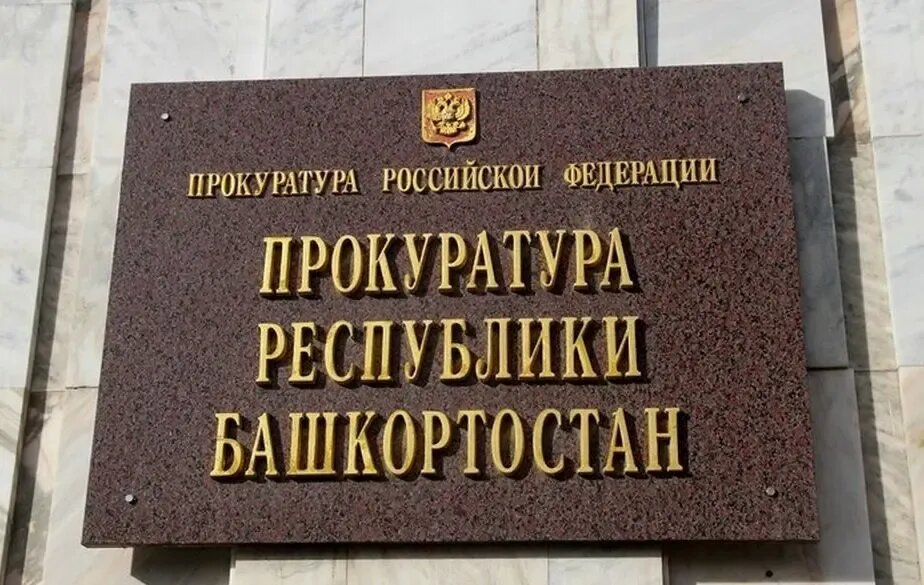 ПРОКУРАТУРА РОССИЙСКОЙ ФЕДЕРАЦИИ
ПРОКУРАТУРА
РЕСПУБЛИКИ
БАШКОРТОСТАН